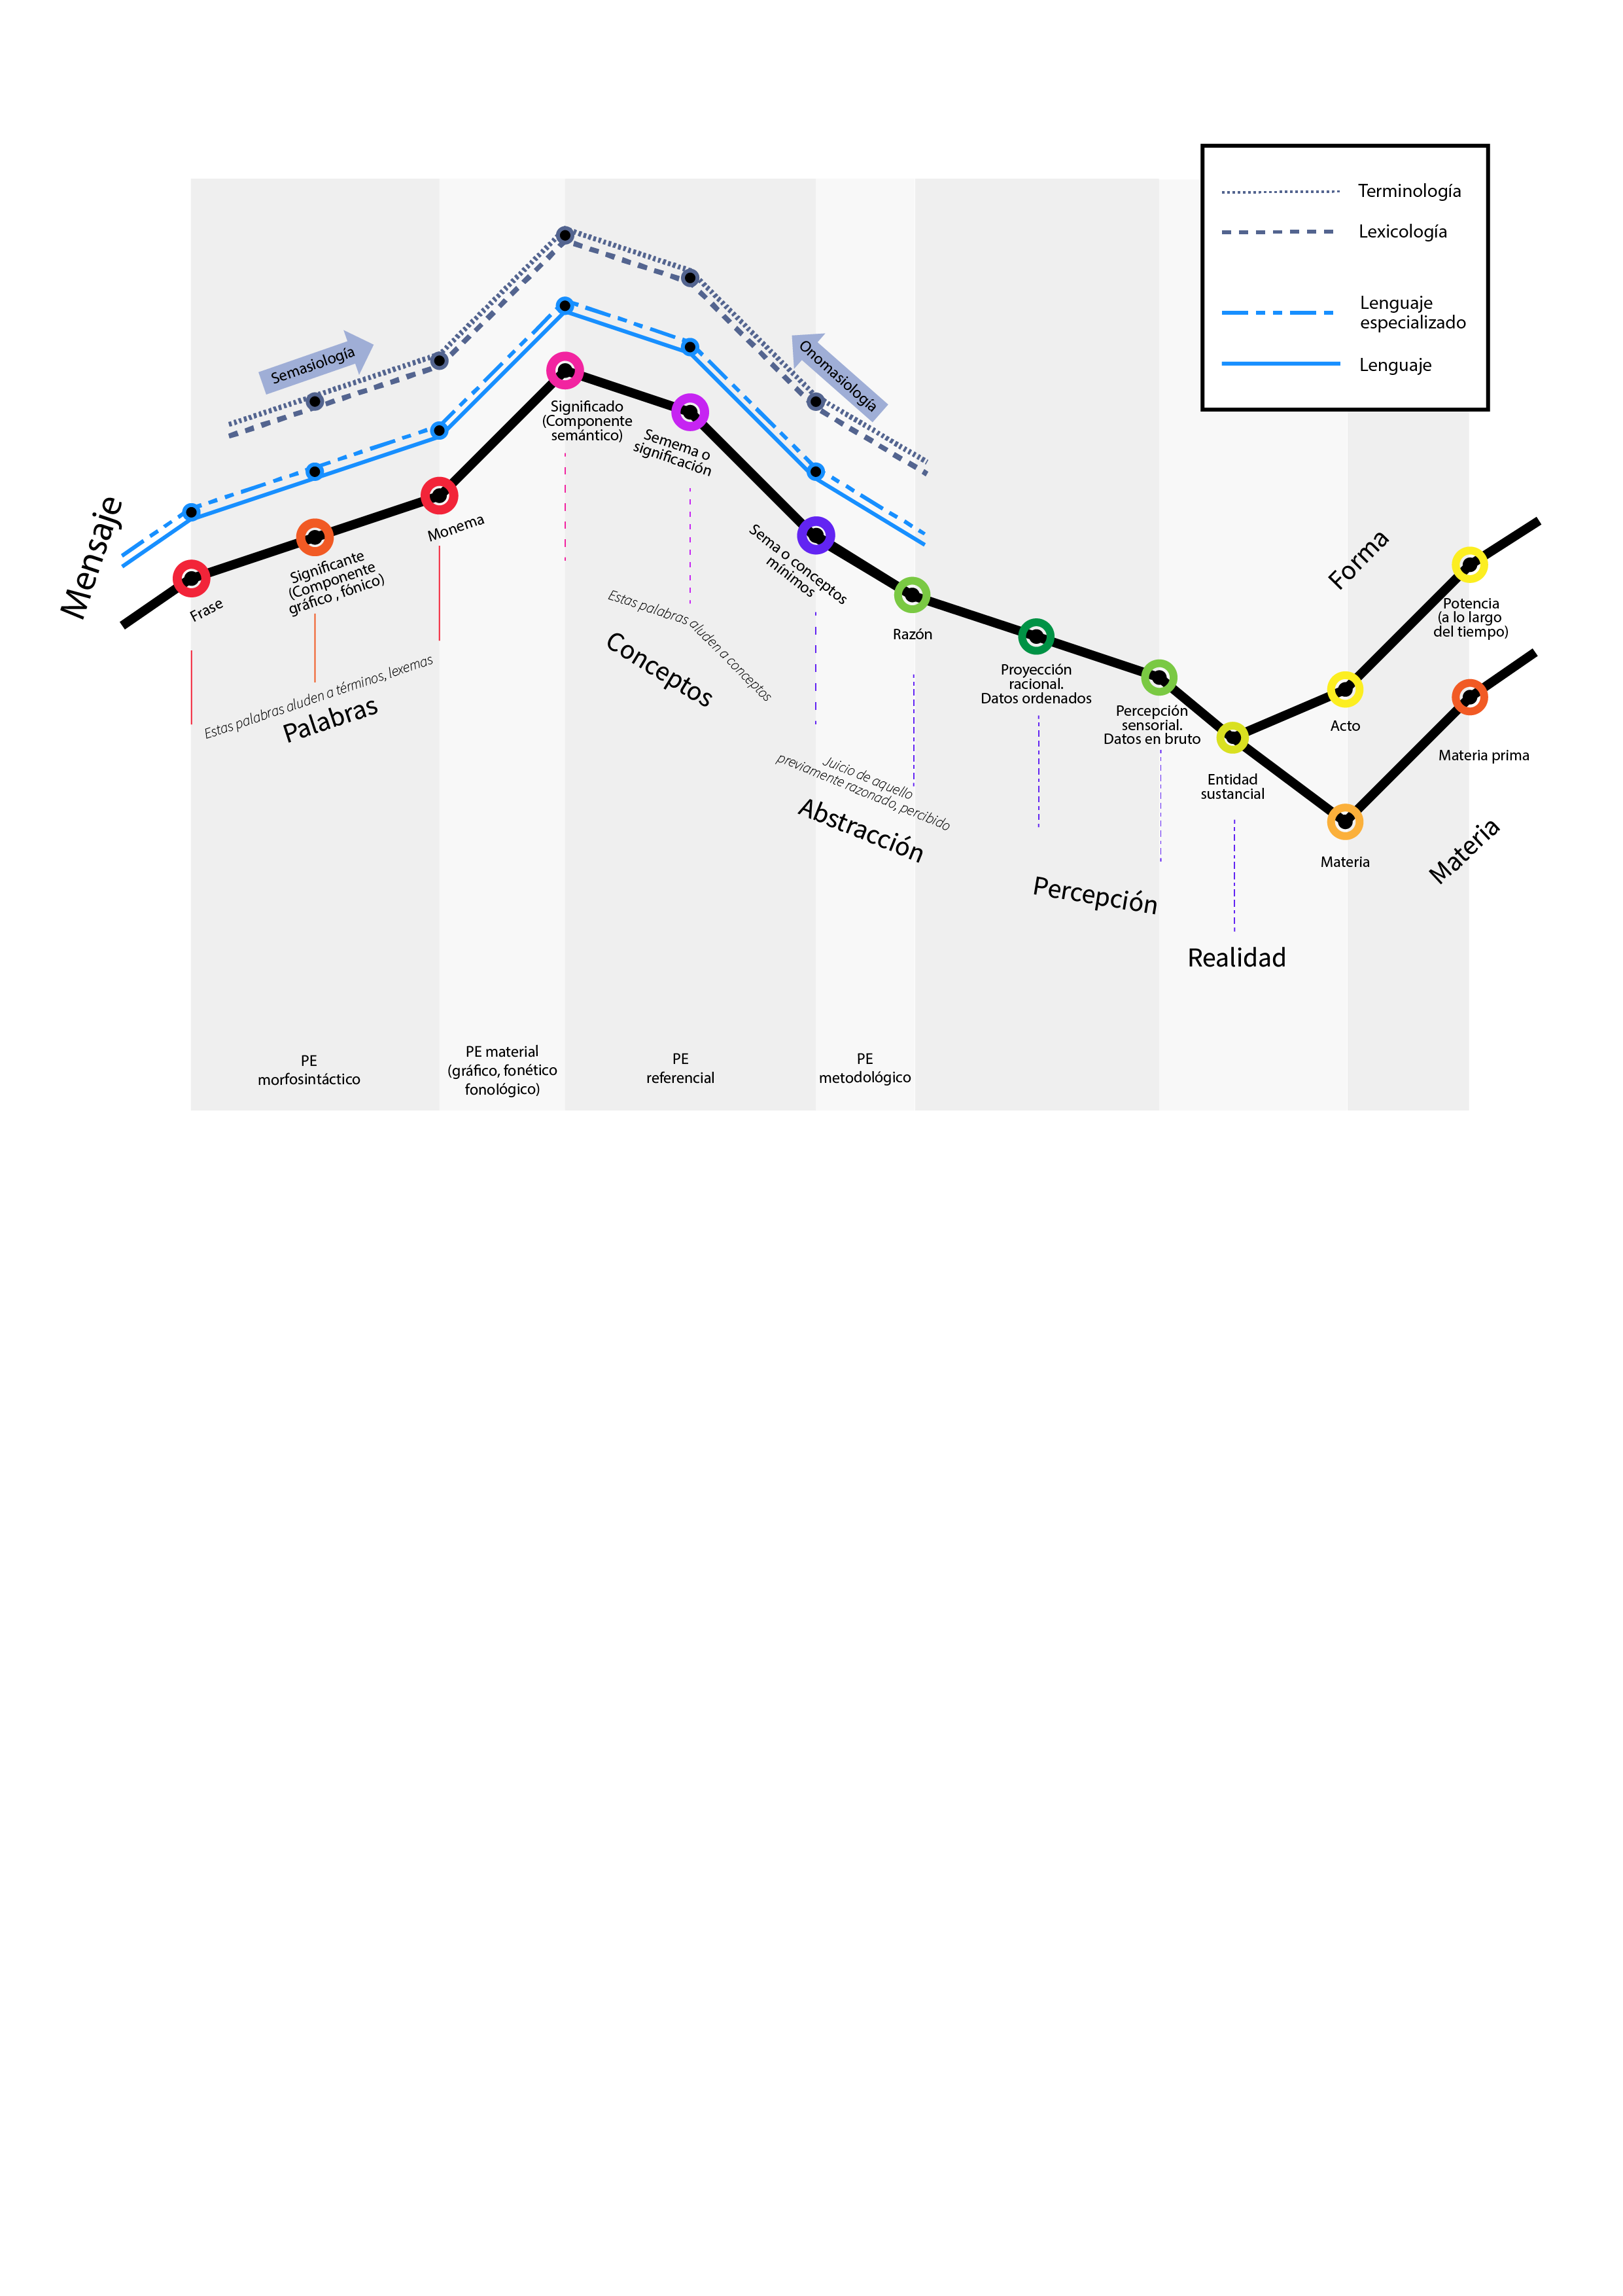 Terminología
Lexicología
Lenguaje
especializado
Lenguaje
Semasiología
Onomasiología
Mensaje
Frase
Significante
(Componente
gráfico , fónico)
Monema
Significado
(Componente
semántico)
Semema o
significación
Sema o conceptos
mínimos
Razón
Proyección
racional.
Datos ordenados
Percepción
sensorial.
Datos en bruto
Entidad
sustancial
Forma
Potencia
(a lo largo
del tiempo)
Acto
Materia prima
Materia
Materia
Estas palabras aluden a términos, lexemas
Palabras
Estas palabras aluden a conceptos
Conceptos
Juicio de aquello
previamente razonado, percibido
Abstracción
Percepción
Realidad
PE
morfosintáctico
PE material
(gráfico, fonético
fonológico)
PE
referencial
PE
metodológico